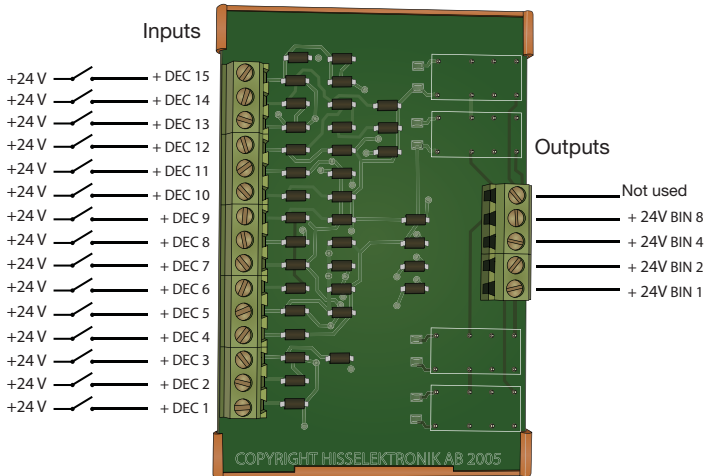 Inputs
+24 V + DEC 15
+24 V + DEC 14
+24 V + DEC 13
+24 V + DEC 12
+24 V + DEC 11
+24 V + DEC 10
+24 V + DEC 9
+24 V + DEC 8
+24 V + DEC 7
+24 V + DEC 6
+24 V + DEC 5
+24 V + DEC 4
+24 V + DEC 3
+24 V + DEC 2
+24 V + DEC 1
Outputs
Not used
+ 24V BIN 8
+ 24V BIN 4
+ 24V BIN 2
+ 24V BIN 1
COPYRIGHT HISSELEKTRONIK AB 2005